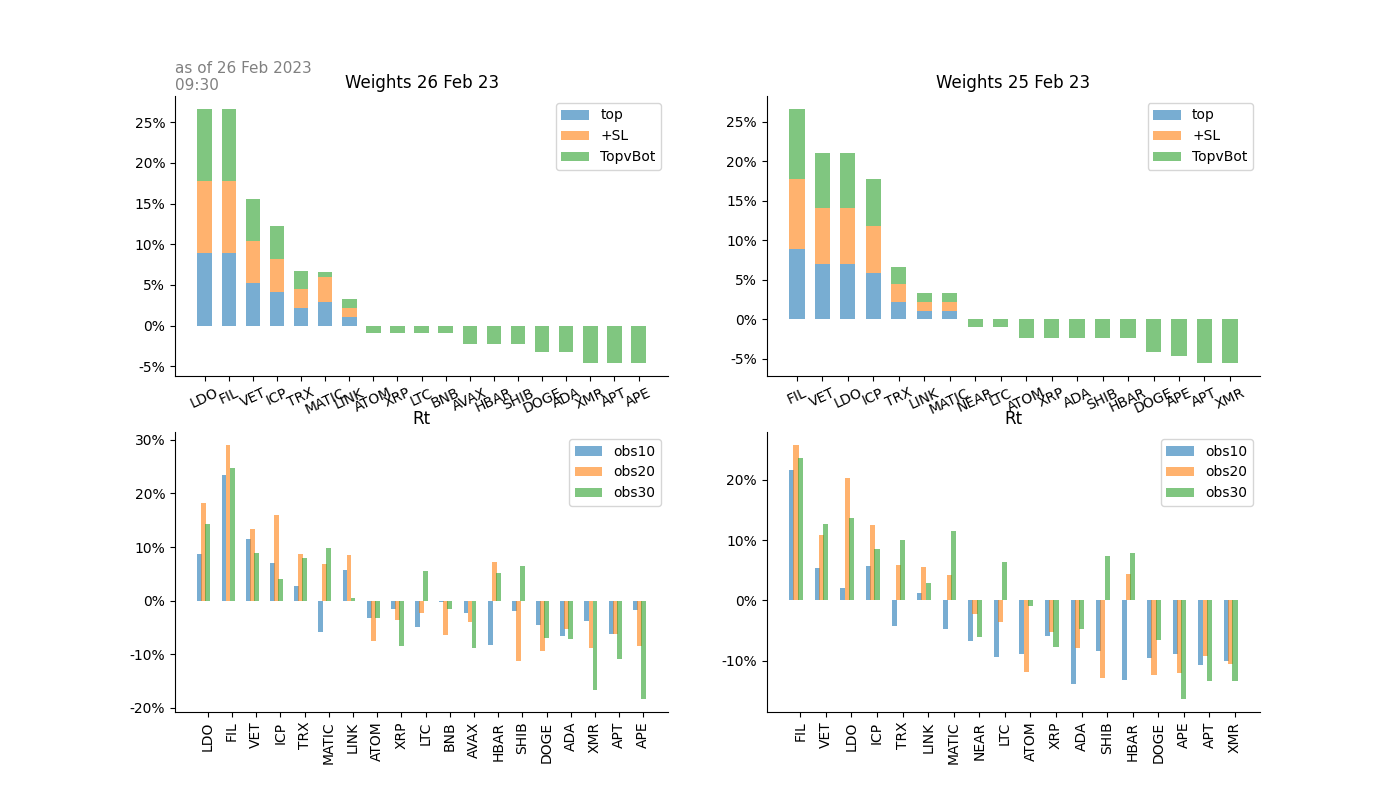 as of 26 Feb 2023
09:30
Weights 26 Feb 23
25%
20%
15%
10%
5%
0%
-5%
top
+SL
TopvBot
LDO FIL VET ICP TRX MATIC LINK ATOM XRP LTC BNB AVAX HBAR SHIB DOGE ADA XMR APT APE
Weights 25 Feb 23
25%
20%
15%
10%
5%
0%
-5%
top
+SL
TopvBot
FIL VET LDO ICP TRX LINK MATIC NEAR LTC ATOM XRP ADA SHIB HBAR DOGE APE APT XMR
Rt
30%
20%
10%
0%
-10%
-20%
obs10
obs20
obs30
LDO FIL VET ICP TRX MATIC LINK ATOM XRP LTC BNB AVAX HBAR SHIB DOGE ADA XMR APT APE
Rt
20%
10%
0%
-10%
obs10
obs20
obs30
FIL VET LDO ICP TRX LINK MATIC NEAR LTC ATOM XRP ADA SHIB HBAR DOGE APE APT XMR